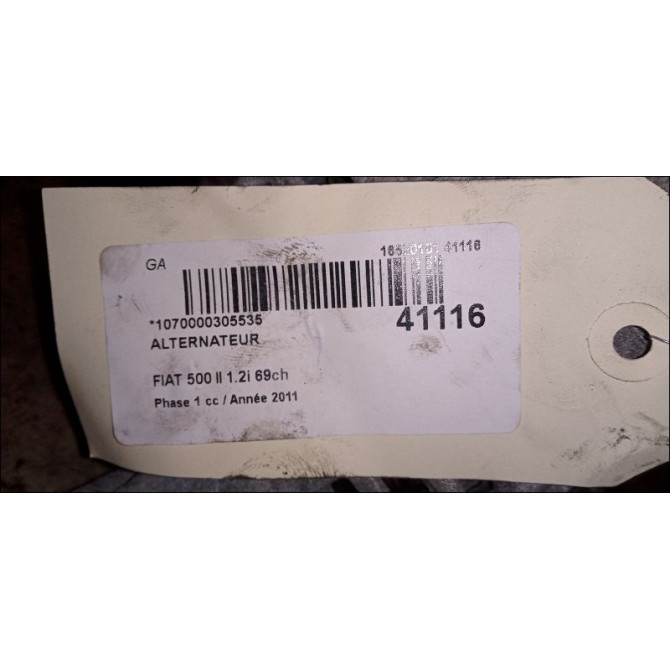 GA
41116
*1070000305535
41116
ALTERNATEUR
FIAT 500 II 1.2i 69ch
Phase 1 cc / Année 2011